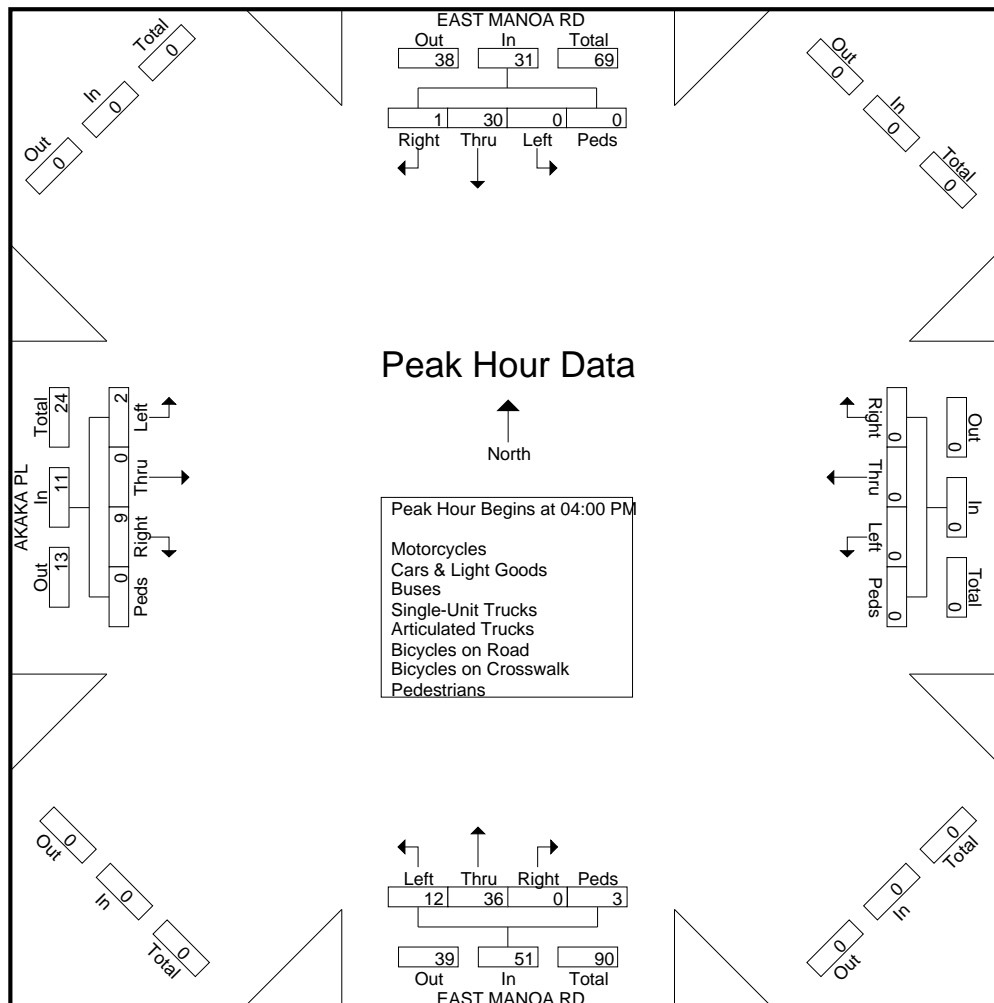 EAST MANOA RD
Out In Total
38 31 69
1 30 0 0
Right Thru Left Peds
Total
0
In
0
Out
0
Out
0
In
0
Total
0
Peak Hour Data
North
Peak Hour Begins at 04:00 PM
Motorcycles
Cars & Light Goods
Buses
Single-Unit Trucks
Articulated Trucks
Bicycles on Road
Bicycles on Crosswalk
Pedestrians
AKAKA PL
Out In Total
13 11 24
2 0 9 0
Left Thru Right Peds
Right Thru Left Peds
0 0 0 0
Out In Total
0 0 0
0
Out
0
In
0
Total
0
Total
0
In
0
Out
Left Thru Right Peds
12 36 0 3
39 51 90
Out In Total
EAST MANOA RD